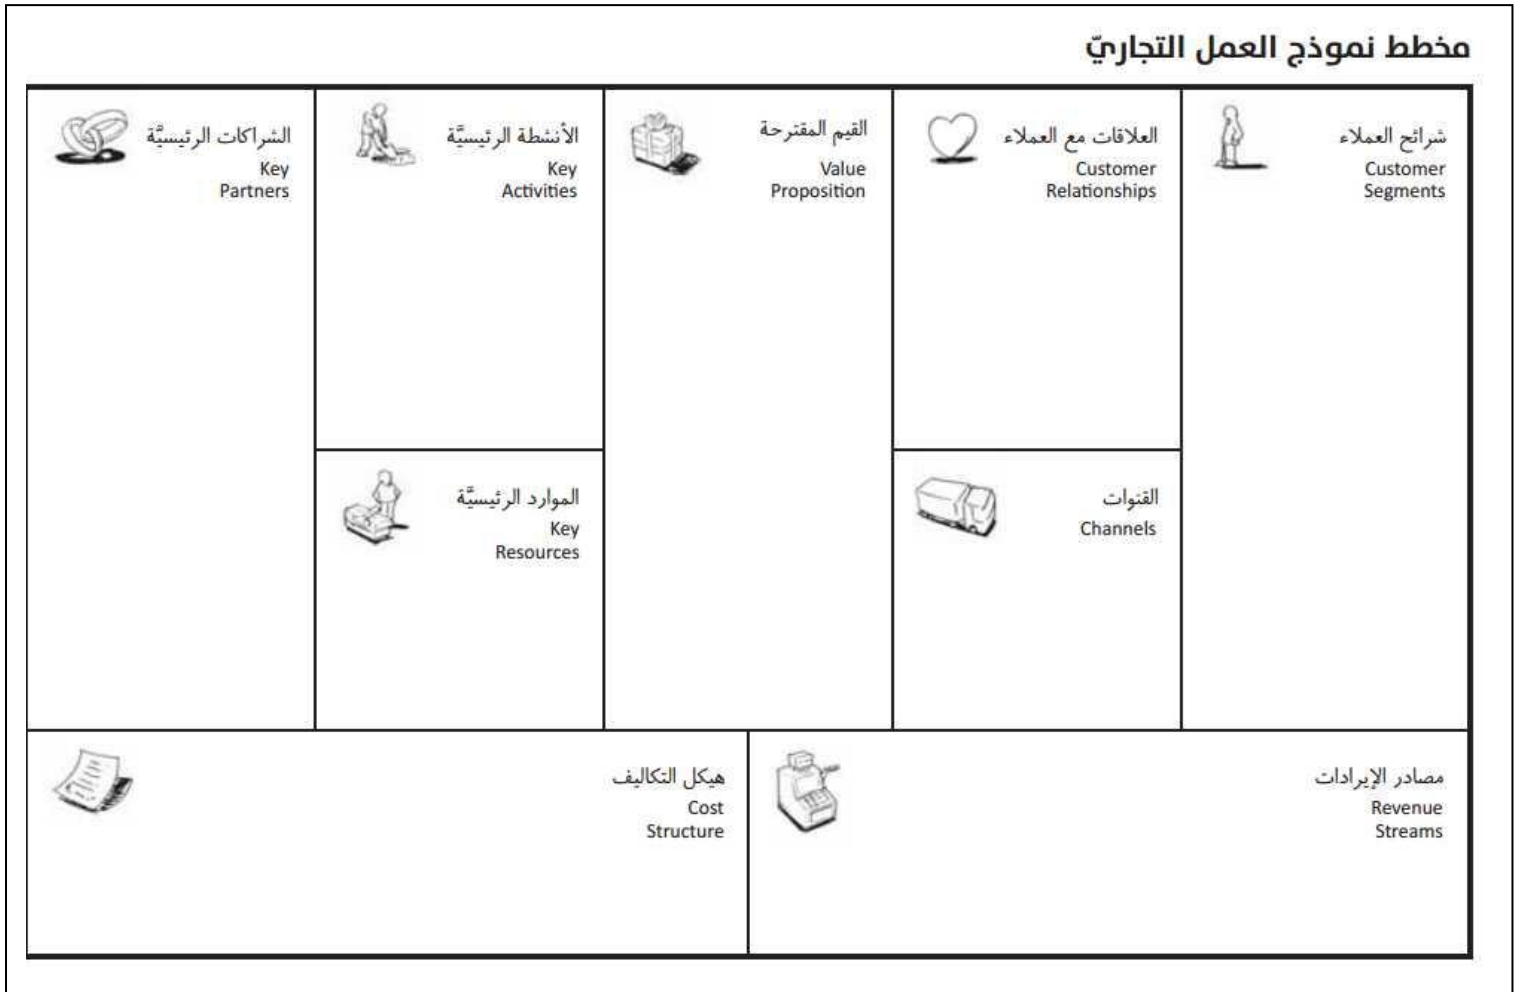 مخطط نموذج العمل التجاريّ
شرائح العملاء
Customer
Segments
العلاقات مع العملاء
Customer
Relationships
القيم المقترحة
Value
Proposition
الأنشطة الرئيسيَّة
Key
Activities
الشراكات الرئيسيَّة
Key
Partners
القنوات
Channels
الموارد الرئيسيَّة
Key
Resources
مصادر الإيرادات
Revenue
Streams
هيكل التكاليف
Cost
Structure